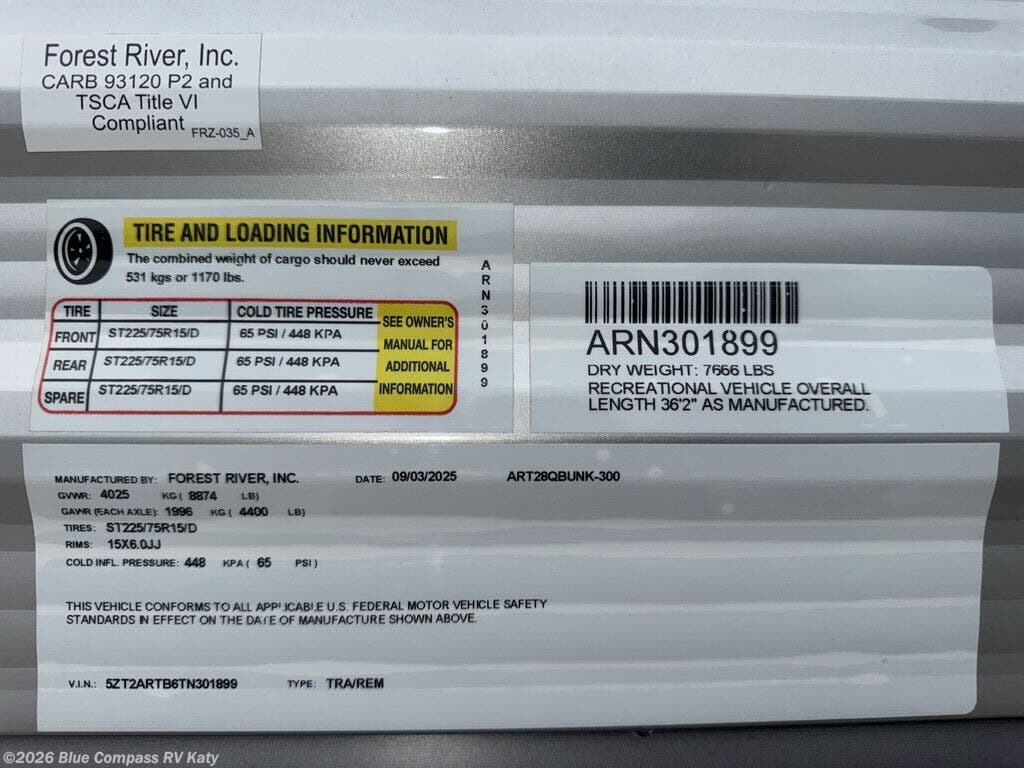 Forest River, Inc.
CARB 93120 P2 and
TSCA Title VI
Compliant FRZ-035_A
TIRE AND LOADING INFORMATION
The combined weight of cargo should never exceed
531 kgs or 1170 lbs.
TIRE SIZE COLD TIRE PRESSURE SEE OWNER'S MANUAL FOR ADDITIONAL INFORMATION
FRONT ST225/75R15/D 65 PSI / 448 KPA
REAR ST225/75R15/D 65 PSI / 448 KPA
SPARE ST225/75R15/D 65 PSI / 448 KPA
ARN301899
ARN301899
DRY WEIGHT: 7666 LBS
RECREATIONAL VEHICLE OVERALL
LENGTH 36'2" AS MANUFACTURED.
MANUFACTURED BY: FOREST RIVER, INC. DATE: 09/03/2025 ART28QBUNK-300
GVWR: 4025 KG ( 8874 LB)
GAWR (EACH AXLE): 1996 KG ( 4400 LB)
TIRES: ST225/75R15/D
RIMS: 15X6.0JJ
COLD INFL. PRESSURE: 448 KPA ( 65 PSI )
THIS VEHICLE CONFORMS TO ALL APPLICABLE U.S. FEDERAL MOTOR VEHICLE SAFETY
STANDARDS IN EFFECT ON THE DATE OF MANUFACTURE SHOWN ABOVE.
V.I.N.: 5ZT2ARTB6TN301899 TYPE: TRA/REM
©2026 Blue Compass RV Katy